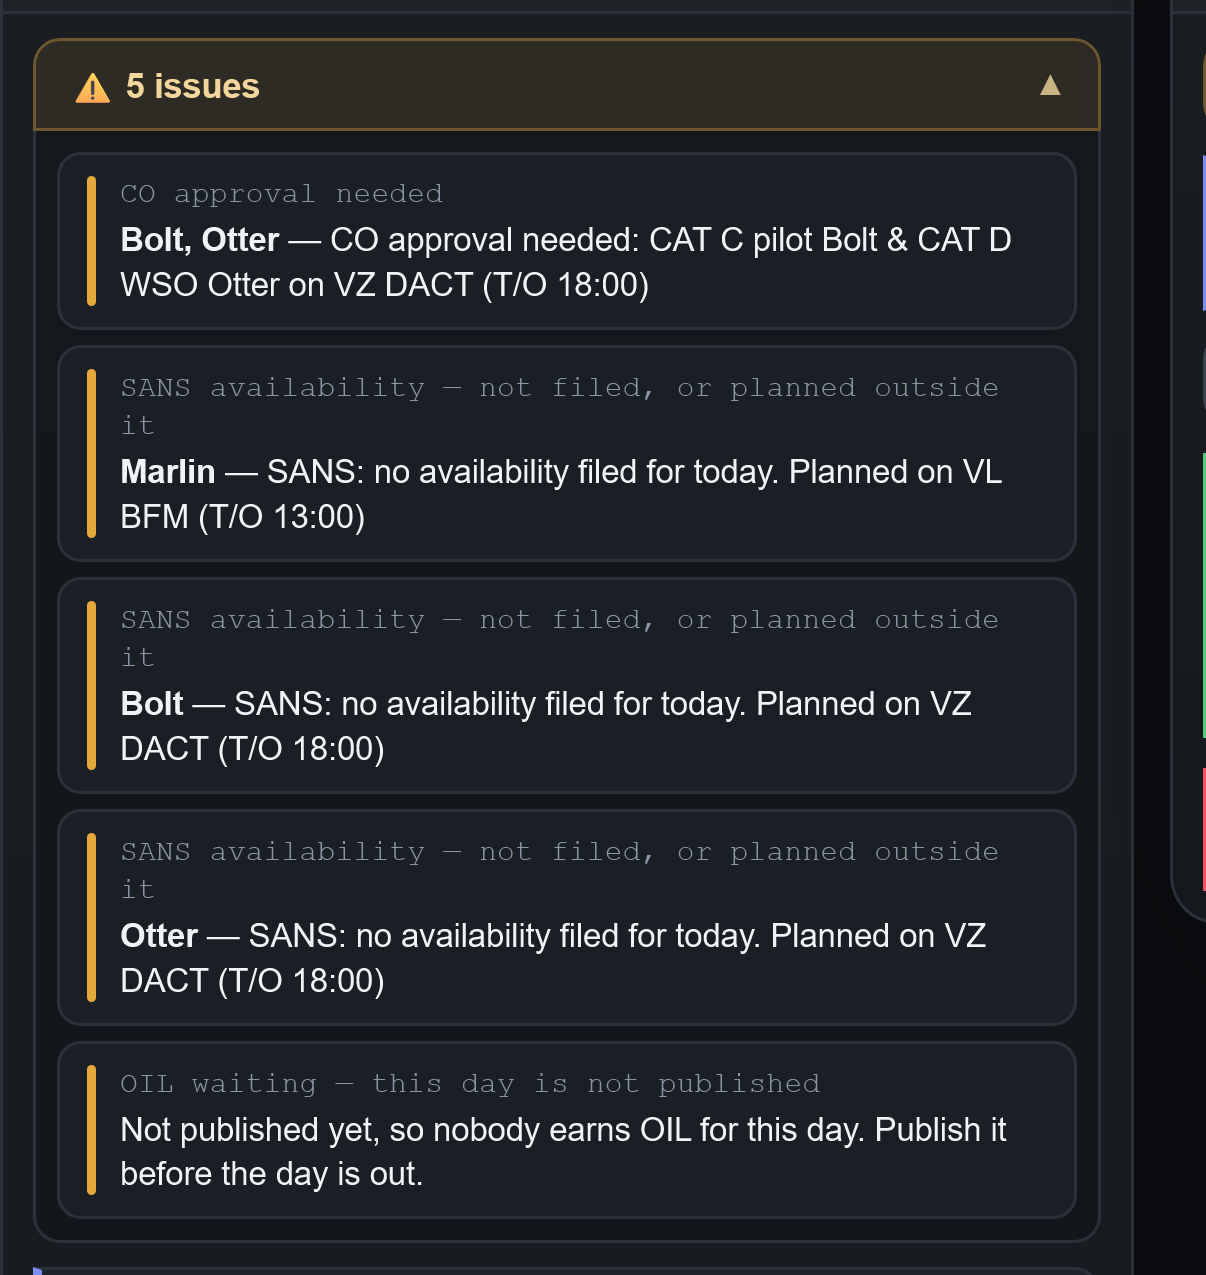 ⚠️ 5 issues ▲
CO approval needed
Bolt, Otter — CO approval needed: CAT C pilot Bolt & CAT D
WSO Otter on VZ DACT (T/O 18:00)
SANS availability — not filed, or planned outside
it
Marlin — SANS: no availability filed for today. Planned on VL
BFM (T/O 13:00)
SANS availability — not filed, or planned outside
it
Bolt — SANS: no availability filed for today. Planned on VZ
DACT (T/O 18:00)
SANS availability — not filed, or planned outside
it
Otter — SANS: no availability filed for today. Planned on VZ
DACT (T/O 18:00)
OIL waiting — this day is not published
Not published yet, so nobody earns OIL for this day. Publish it
before the day is out.